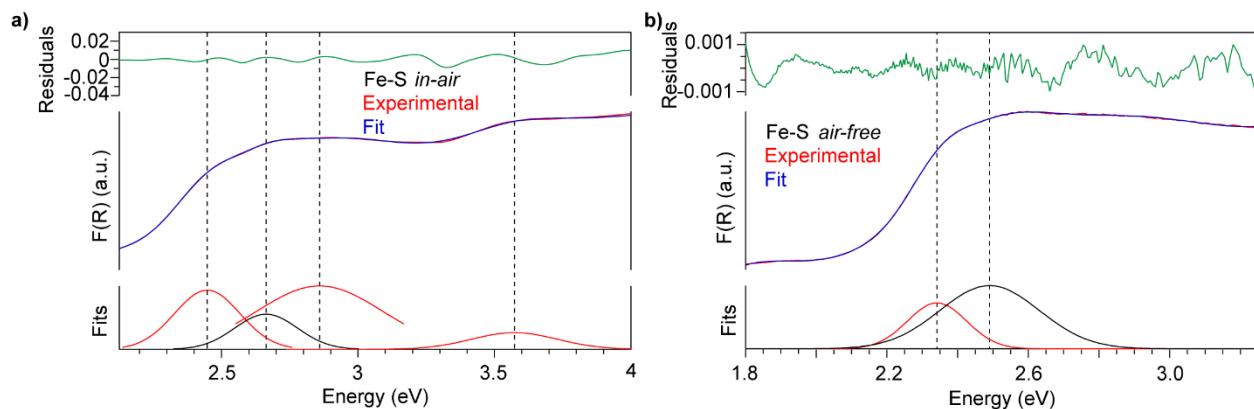 a)
Residuals
0.02
0
-0.02
-0.04
Fe-S in-air
Experimental
Fit
F(R) (a.u.)
Fits
2.5
3
3.5
4
Energy (eV)
b)
Residuals
0.001
-0.001
Fe-S air-free
Experimental
Fit
F(R) (a.u.)
Fits
1.8
2.2
2.6
3.0
Energy (eV)